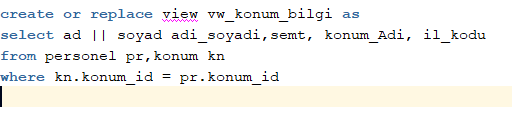 create or replace view vw_konum_bilgi as
select ad || soyad adi_soyadi,semt, konum_Adi, il_kodu
from personel pr,konum kn
where kn.konum_id = pr.konum_id